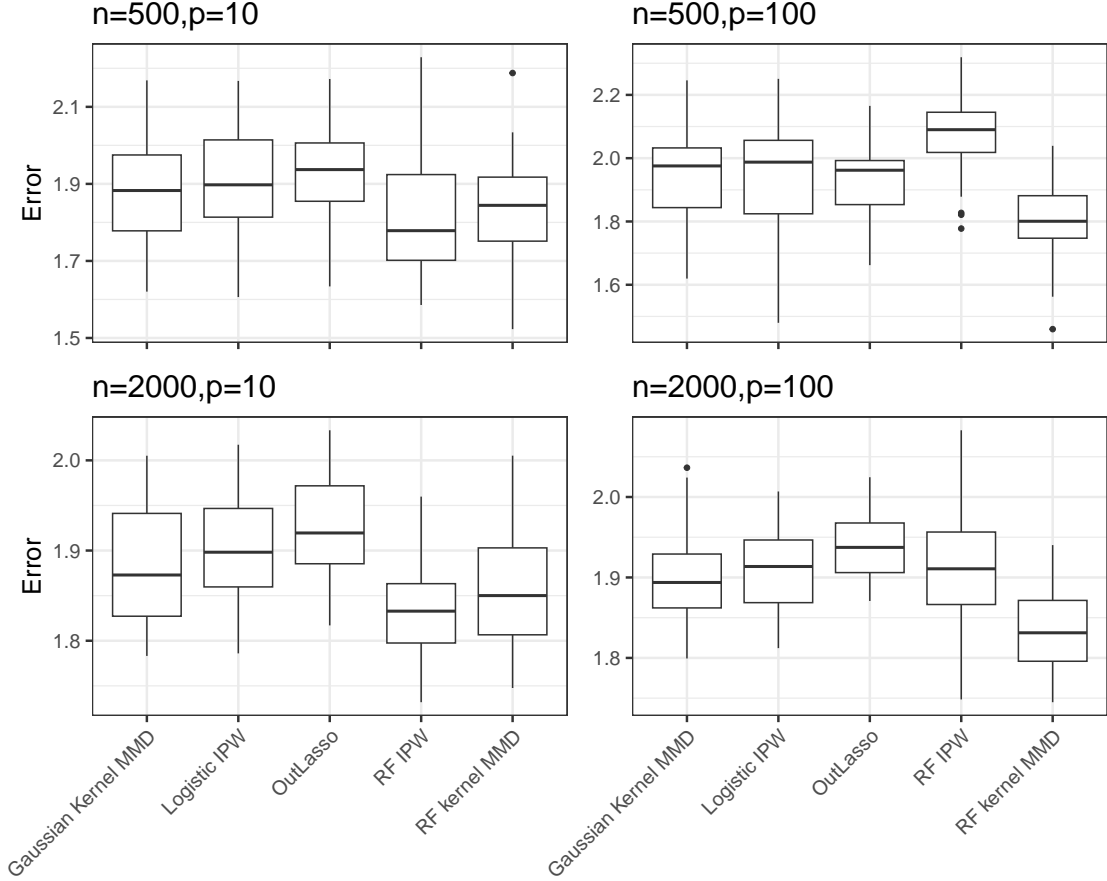 n=500,p=10
n=500,p=100
Error
2.1
1.9
1.7
1.5
2.2
2.0
1.8
1.6
n=2000,p=10
n=2000,p=100
Error
2.0
1.9
1.8
2.0
1.9
1.8
Gaussian Kernel MMD
Logistic IPW
OutLasso
RF IPW
RF kernel MMD
Gaussian Kernel MMD
Logistic IPW
OutLasso
RF IPW
RF kernel MMD